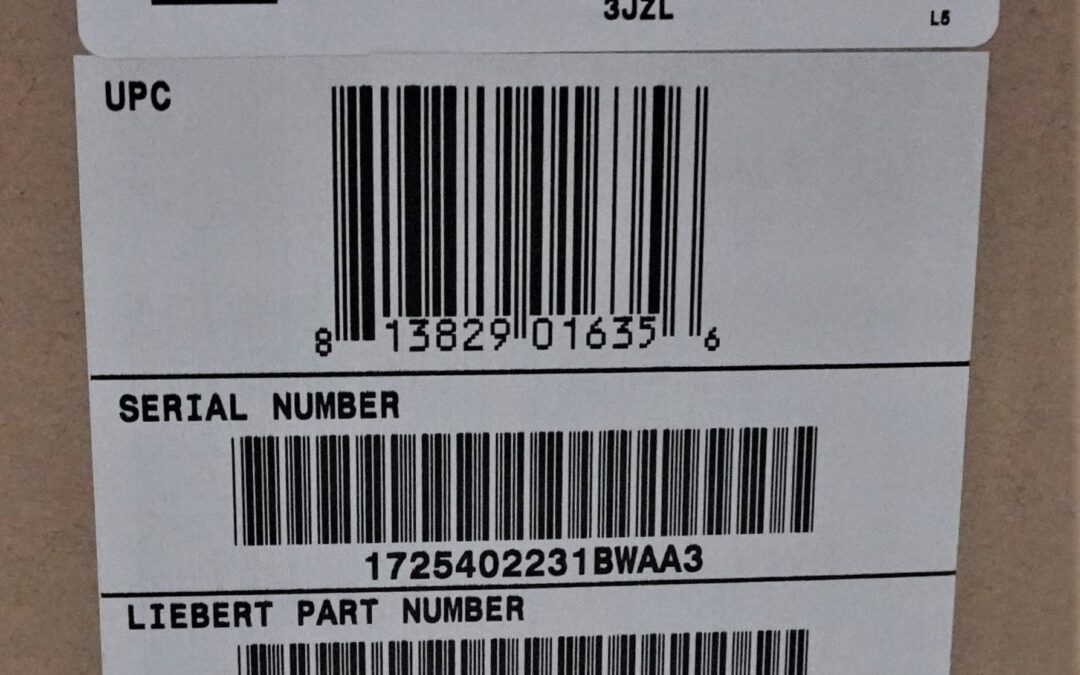 3JZL
L5
UPC
8 13829 01635 6
SERIAL NUMBER
1725402231BWAA3
LIEBERT PART NUMBER